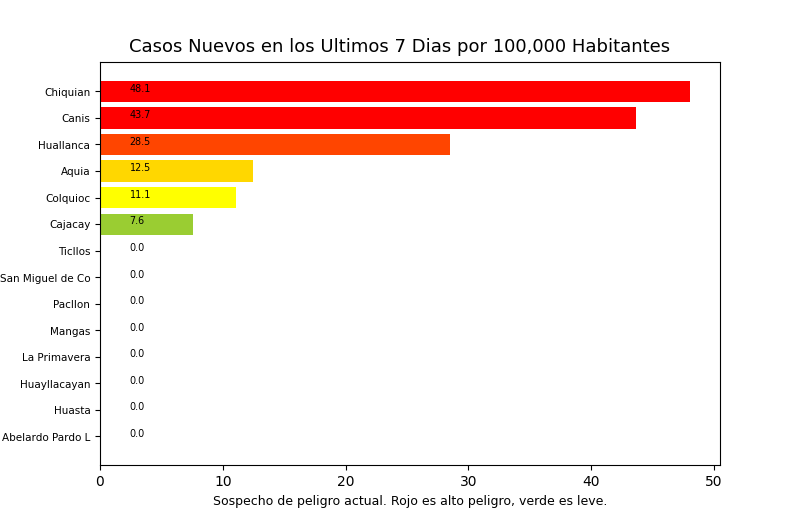 Casos Nuevos en los Ultimos 7 Dias por 100,000 Habitantes
Chiquian 48.1
Canis 43.7
Huallanca 28.5
Aquia 12.5
Colquioc 11.1
Cajacay 7.6
Ticllos 0.0
San Miguel de Co 0.0
Pacllon 0.0
Mangas 0.0
La Primavera 0.0
Huayllacayan 0.0
Huasta 0.0
Abelardo Pardo L 0.0
0 10 20 30 40 50
Sospecho de peligro actual. Rojo es alto peligro, verde es leve.